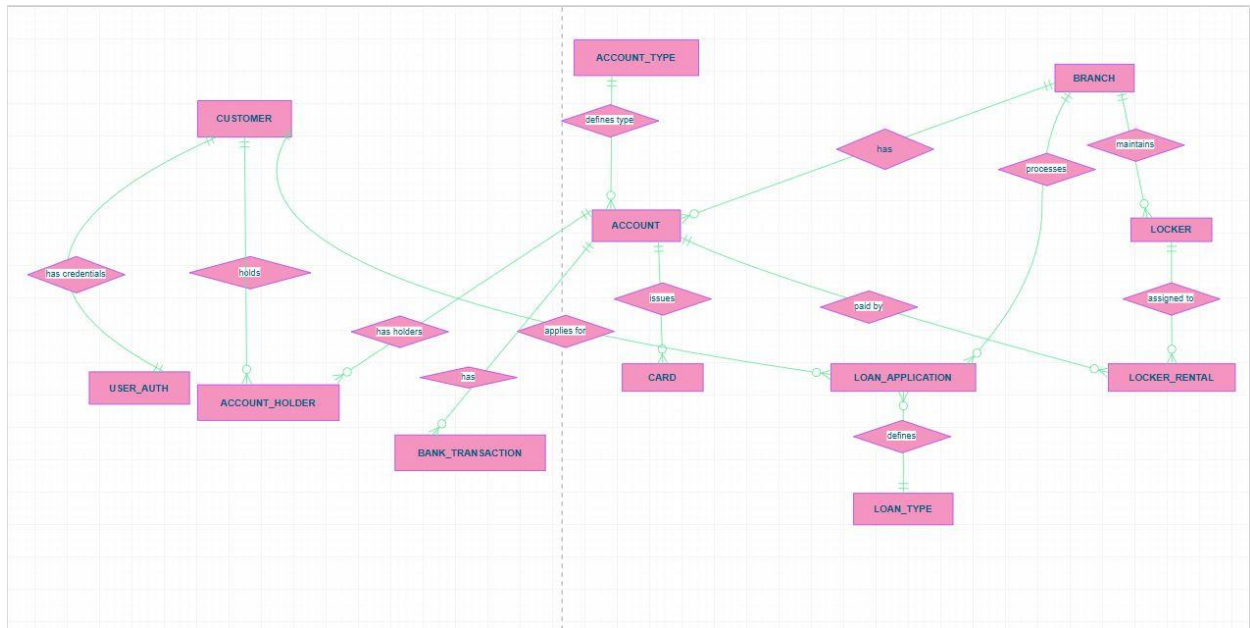 ACCOUNT_TYPE
BRANCH
CUSTOMER
defines type
has
maintains
processes
ACCOUNT
LOCKER
has credentials
holds
issues
assigned to
paid by
has holders
applies for
has
USER_AUTH
ACCOUNT_HOLDER
CARD
LOAN_APPLICATION
LOCKER_RENTAL
defines
BANK_TRANSACTION
LOAN_TYPE